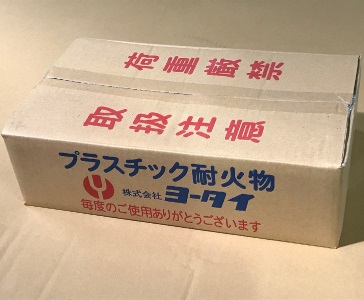 荷重厳禁
取扱注意
プラスチック耐火物
株式会社 ヨータイ
毎度のご使用ありがとうございます